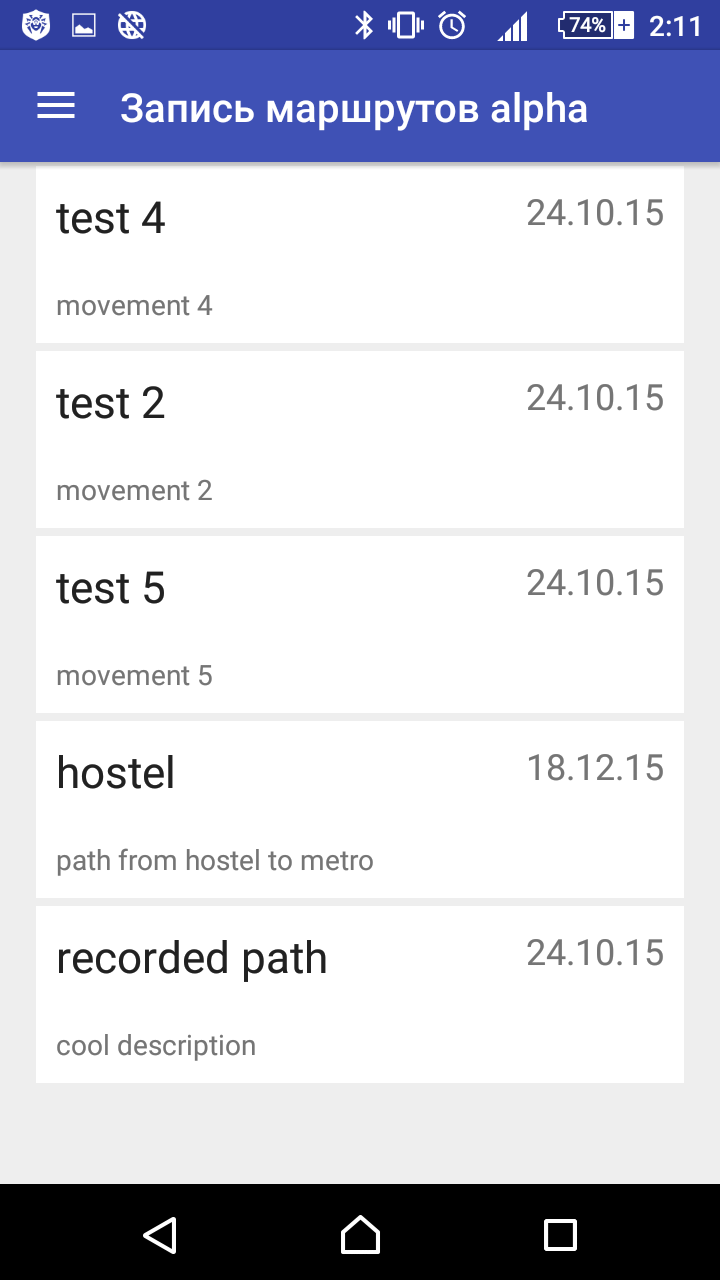 74% 2:11
Запись маршрутов alpha
test 4 24.10.15
movement 4
test 2 24.10.15
movement 2
test 5 24.10.15
movement 5
hostel 18.12.15
path from hostel to metro
recorded path 24.10.15
cool description